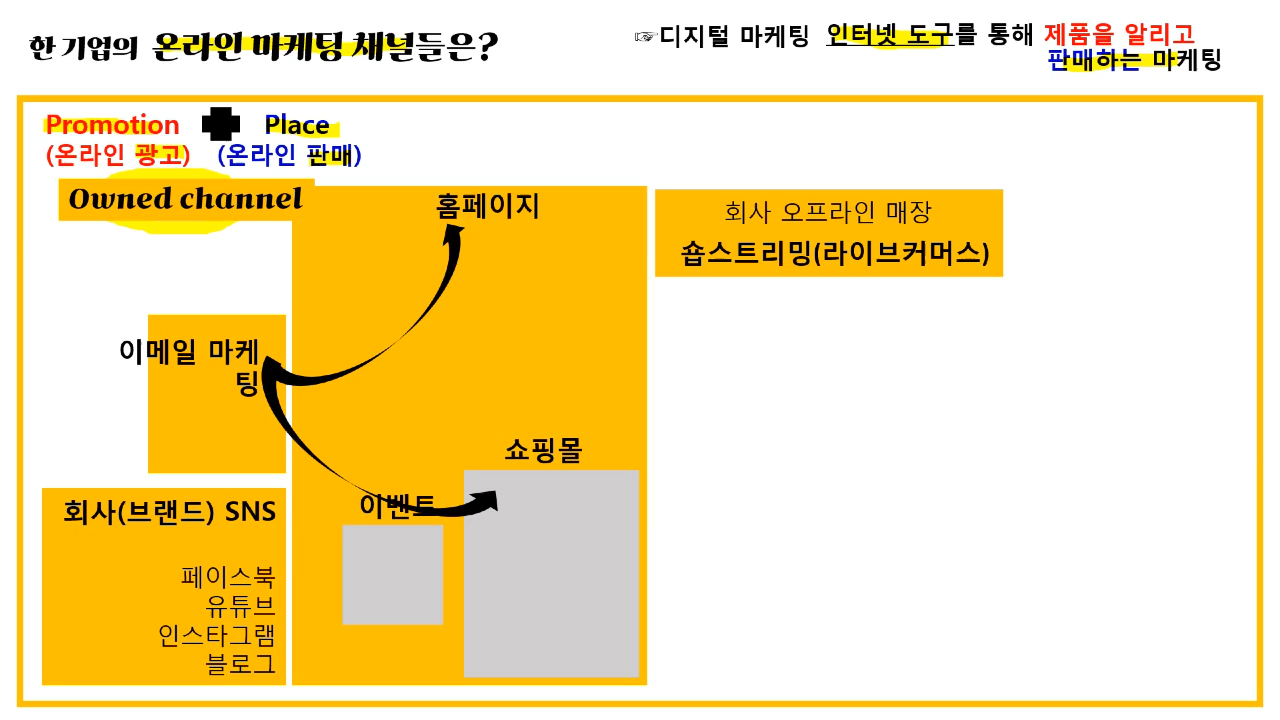 한 기업의 온라인 마케팅 채널들은?
☞디지털 마케팅 인터넷 도구를 통해 제품을 알리고
판매하는 마케팅
Promotion Place
(온라인 광고) (온라인 판매)
Owned channel
홈페이지
회사 오프라인 매장
숍스트리밍(라이브커머스)
이메일 마케
팅
쇼핑몰
이벤트
회사(브랜드) SNS
페이스북
유튜브
인스타그램
블로그